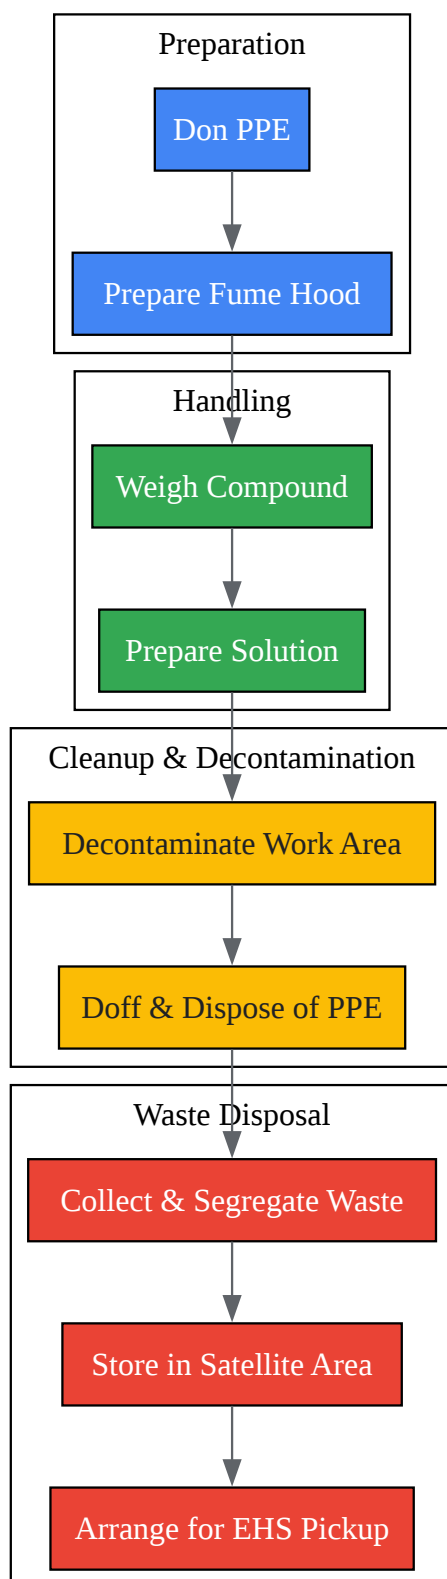 Preparation
Don PPE
Prepare Fume Hood
Handling
Weigh Compound
Prepare Solution
Cleanup & Decontamination
Decontaminate Work Area
Doff & Dispose of PPE
Waste Disposal
Collect & Segregate Waste
Store in Satellite Area
Arrange for EHS Pickup